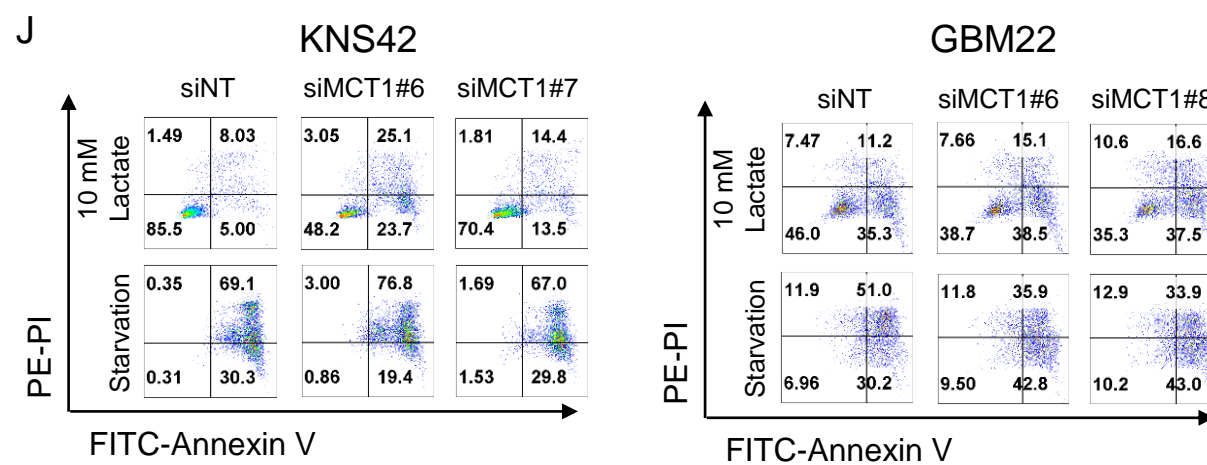 J
KNS42
siNT siMCT1#6 siMCT1#7
10 mM
Lactate
1.49 8.03
85.5 5.00
3.05 25.1
48.2 23.7
1.81 14.4
70.4 13.5
Starvation
0.35 69.1
0.31 30.3
3.00 76.8
0.86 19.4
1.69 67.0
1.53 29.8
PE-PI
FITC-Annexin V
GBM22
siNT siMCT1#6 siMCT1#8
10 mM
Lactate
7.47 11.2
46.0 35.3
7.66 15.1
38.7 38.5
10.6 16.6
35.3 37.5
Starvation
11.9 51.0
6.96 30.2
11.8 35.9
9.50 42.8
12.9 33.9
10.2 43.0
PE-PI
FITC-Annexin V